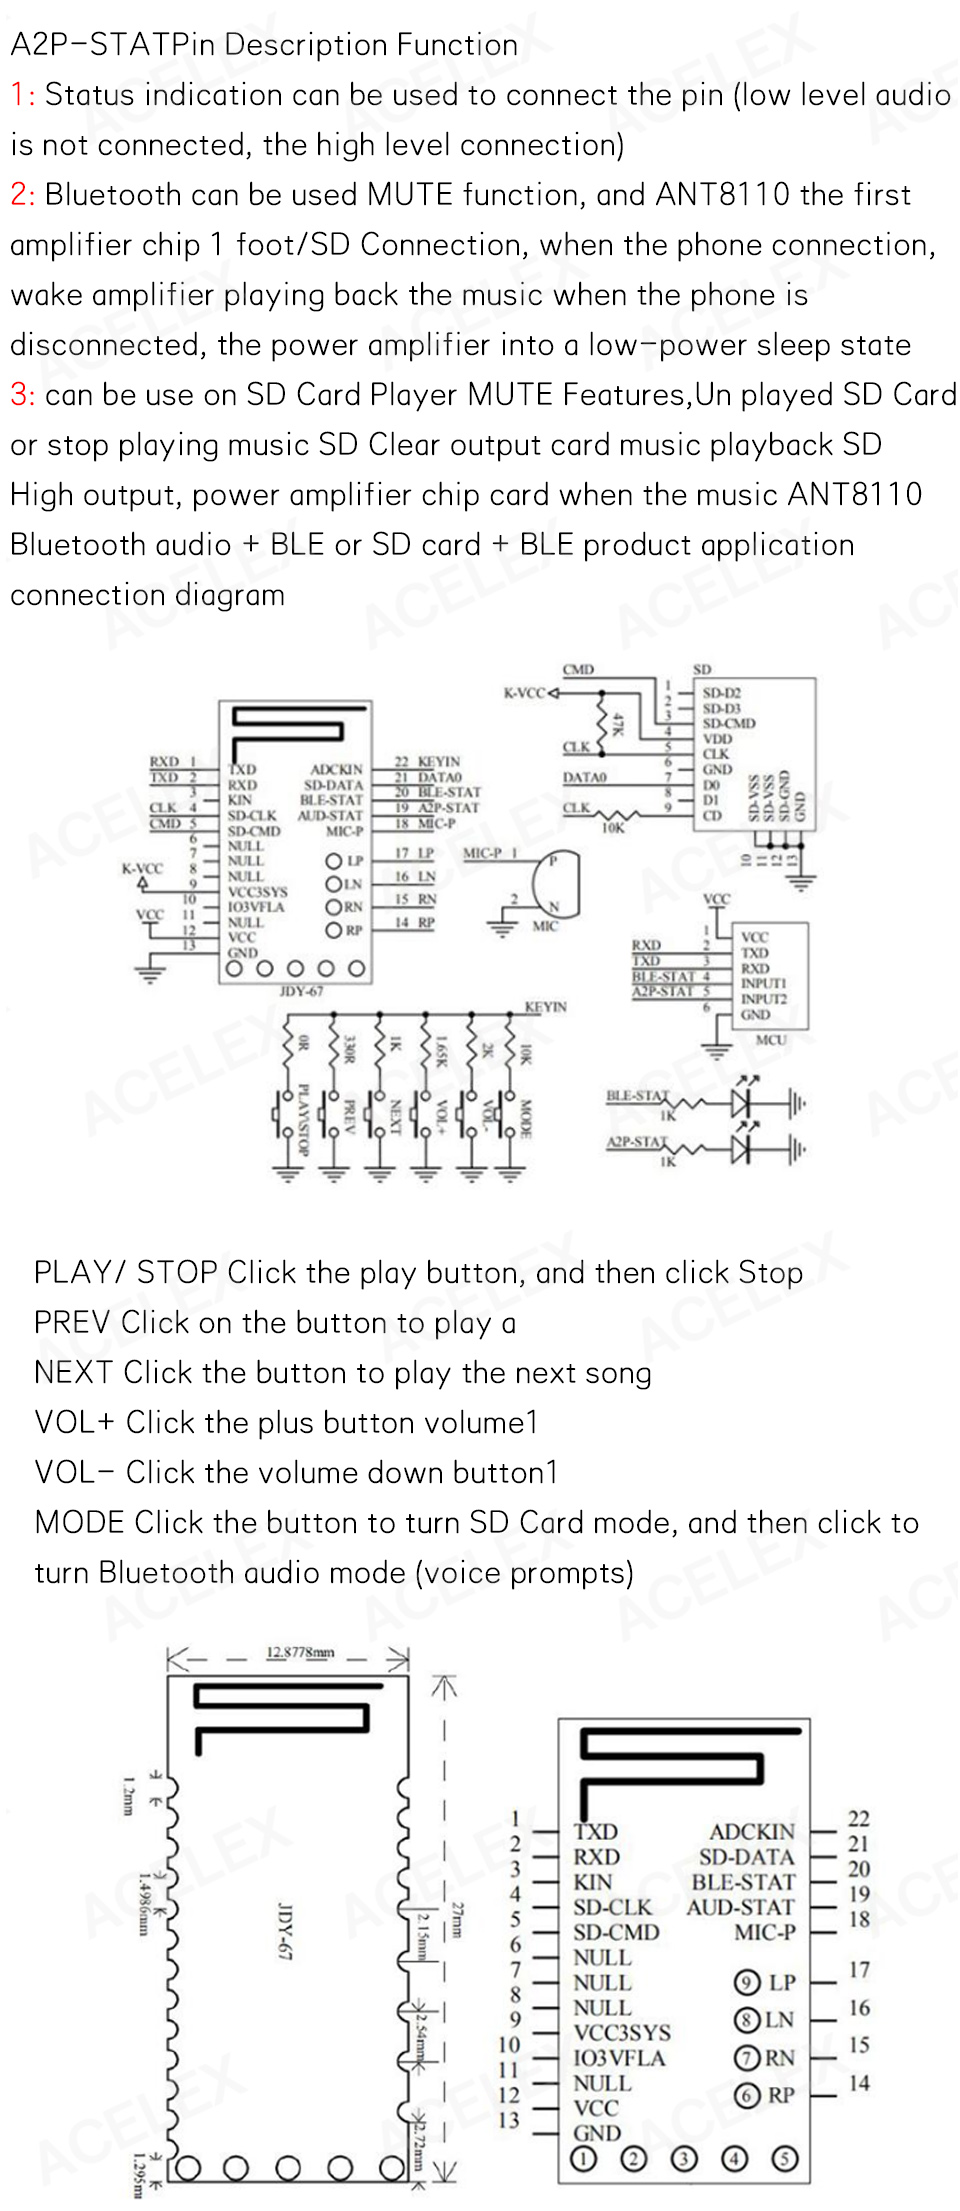 A2P-STATPin Description Function
1: Status indication can be used to connect the pin (low level audio
is not connected, the high level connection)
2: Bluetooth can be used MUTE function, and ANT8110 the first
amplifier chip 1 foot/SD Connection, when the phone connection,
wake amplifier playing back the music when the phone is
disconnected, the power amplifier into a low-power sleep state
3: can be use on SD Card Player MUTE Features,Un played SD Card
or stop playing music SD Clear output card music playback SD
High output, power amplifier chip card when the music ANT8110
Bluetooth audio + BLE or SD card + BLE product application
connection diagram
CMD
SD
K-VCC
47K
CLK
DATA0
CLK
10K
1
2
3
4
5
6
7
8
9
SD-D2
SD-D3
SD-CMD
VDD
CLK
GND
D0
D1
CD
SD-VSS
SD-VSS
SD-GND
GND
10
11
12
13
RXD 1 TXD
TXD 2 RXD
3 KIN
CLK 4 SD-CLK
CMD 5 SD-CMD
6 NULL
7 NULL
8 NULL
9 VCC3SYS
10 IO3VFLA
11 NULL
12 VCC
13 GND
K-VCC
VCC
ADCKIN 22 KEYIN
SD-DATA 21 DATA0
BLE-STAT 20 BLE-STAT
AUD-STAT 19 A2P-STAT
MIC-P 18 MIC-P
LP 17 LP
LN 16 LN
RN 15 RN
RP 14 RP
JDY-67
MIC-P 1
P
2
N
MIC
VCC
1 VCC
RXD 2 TXD
TXD 3 RXD
BLE-STAT 4 INPUT1
A2P-STAT 5 INPUT2
6 GND
MCU
KEYIN
0R
330R
1K
1.65K
2K
10K
PLAY\STOP
PREV
NEXT
VOL+
VOL-
MODE
BLE-STAT
1K
A2P-STAT
1K
PLAY/ STOP Click the play button, and then click Stop
PREV Click on the button to play a
NEXT Click the button to play the next song
VOL+ Click the plus button volume1
VOL- Click the volume down button1
MODE Click the button to turn SD Card mode, and then click to
turn Bluetooth audio mode (voice prompts)
12.8778mm
1.2mm
1.4986mm
JDY-67
27mm
2.15mm
2.54mm
2.72mm
1.295m
1 TXD
2 RXD
3 KIN
4 SD-CLK
5 SD-CMD
6 NULL
7 NULL
8 NULL
9 VCC3SYS
10 IO3VFLA
11 NULL
12 VCC
13 GND
ADCKIN 22
SD-DATA 21
BLE-STAT 20
AUD-STAT 19
MIC-P 18
9 LP 17
8 LN 16
7 RN 15
6 RP 14
1 2 3 4 5
ACELEX